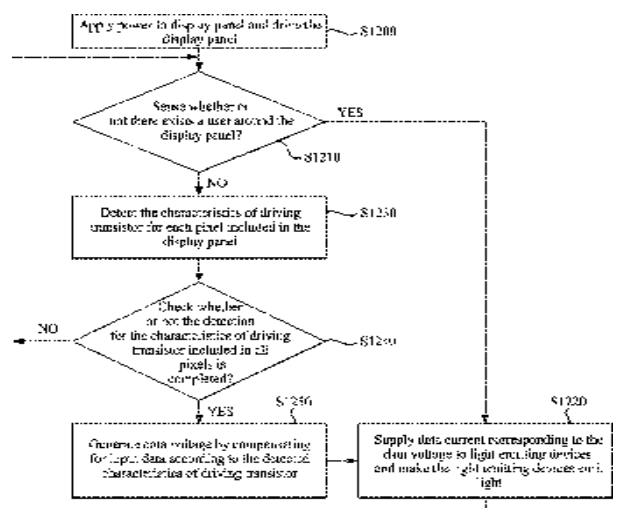 Apply power to display panel and drive the
display panel
S1200
Sense whether or
not there exists a user around the
display panel?
YES
S1210
NO
Detect the characteristics of driving
transistor for each pixel included in the
display panel
S1230
Check whether
or not the detection
for the characteristics of driving
transistor included in all
pixels is
completed?
NO
S1240
YES
S1250
Generate data voltage by compensating
for input data according to the detected
characteristics of driving transistor
S1220
Supply data current corresponding to the
data voltage to light emitting devices
and make the light emitting devices emit
light